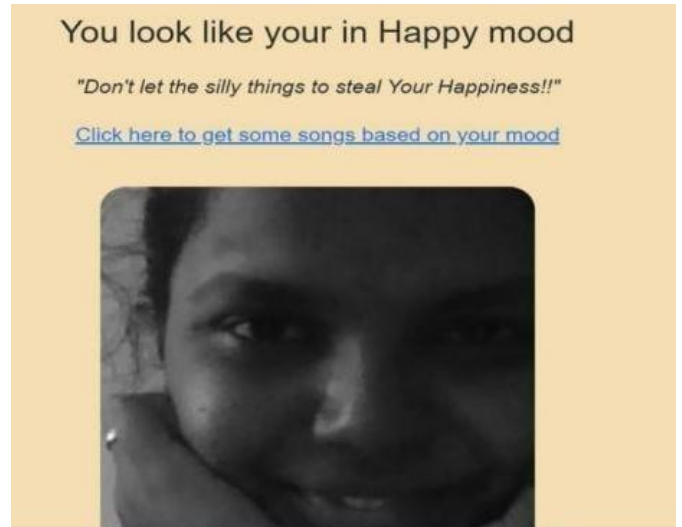 You look like your in Happy mood
"Don't let the silly things to steal Your Happiness!!"
Click here to get some songs based on your mood